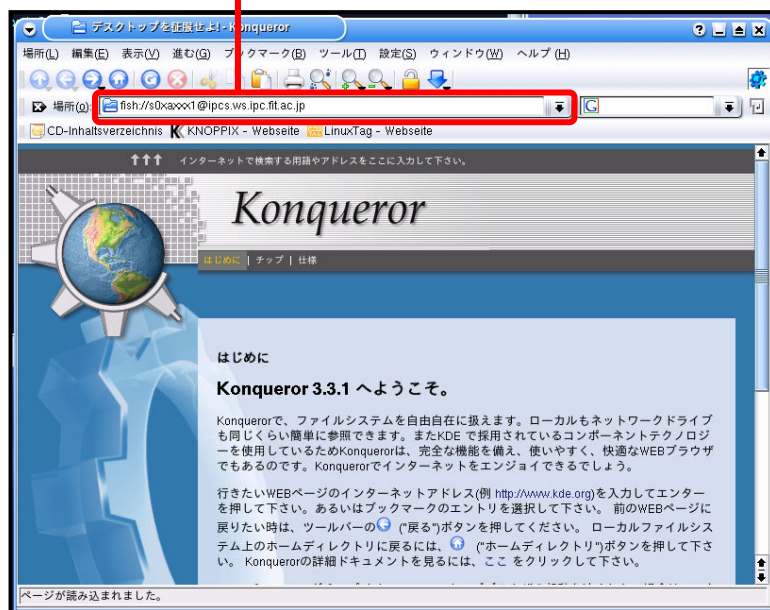 デスクトップを征服せよ! - Konqueror
場所(L) 編集(E) 表示(V) 進む(G) ブックマーク(B) ツール(T) 設定(S) ウィンドウ(W) ヘルプ(H)
場所(o): fish://s0xaxxx1@ipcs.ws.ipc.fit.ac.jp
CD-Inhaltsverzeichnis KNOPPIX - Webseite LinuxTag - Webseite
インターネットで検索する用語やアドレスをここに入力して下さい。
Konqueror
はじめに | チップ | 仕様
はじめに
Konqueror 3.3.1 へようこそ。
Konquerorで、ファイルシステムを自由自在に扱えます。ローカルもネットワークドライブ
も同じくらい簡単に参照できます。またKDE で採用されているコンポーネントテクノロジ
ーを使用しているためKonquerorは、完全な機能を備え、使いやすく、快適なWEBブラウザ
でもあるのです。Konquerorでインターネットをエンジョイできるでしょう。
行きたいWEBページのインターネットアドレス(例 http://www.kde.org)を入力してエンター
を押して下さい。あるいはブックマークのエントリを選択して下さい。 前のWEBページに
戻りたい時は、ツールバーの ("戻る")ボタンを押してください。 ローカルファイルシス
テム上のホームディレクトリに戻るには、 ("ホームディレクトリ")ボタンを押して下さ
い。 Konquerorの詳細ドキュメントを見るには、ここ をクリックして下さい。
ページが読み込まれました。